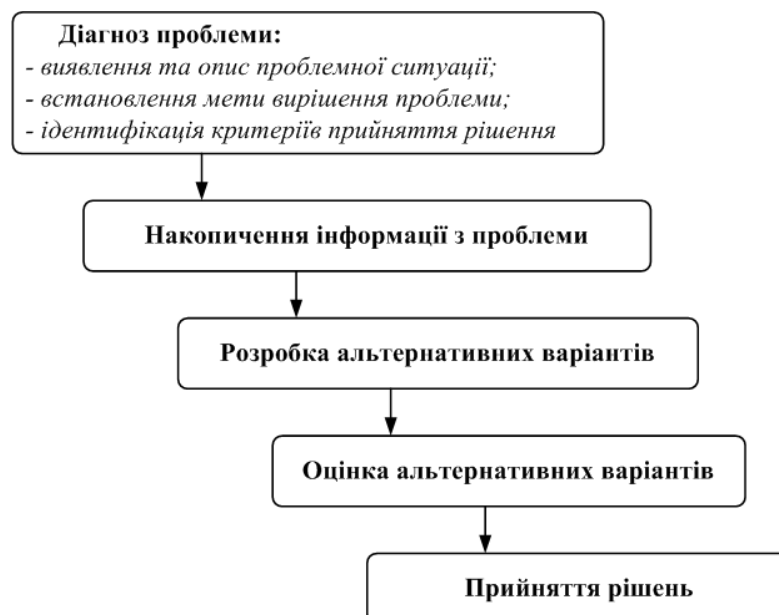 Діагноз проблеми:
- виявлення та опис проблемної ситуації;
- встановлення мети вирішення проблеми;
- ідентифікація критеріїв прийняття рішення
Накопичення інформації з проблеми
Розробка альтернативних варіантів
Оцінка альтернативних варіантів
Прийняття рішень